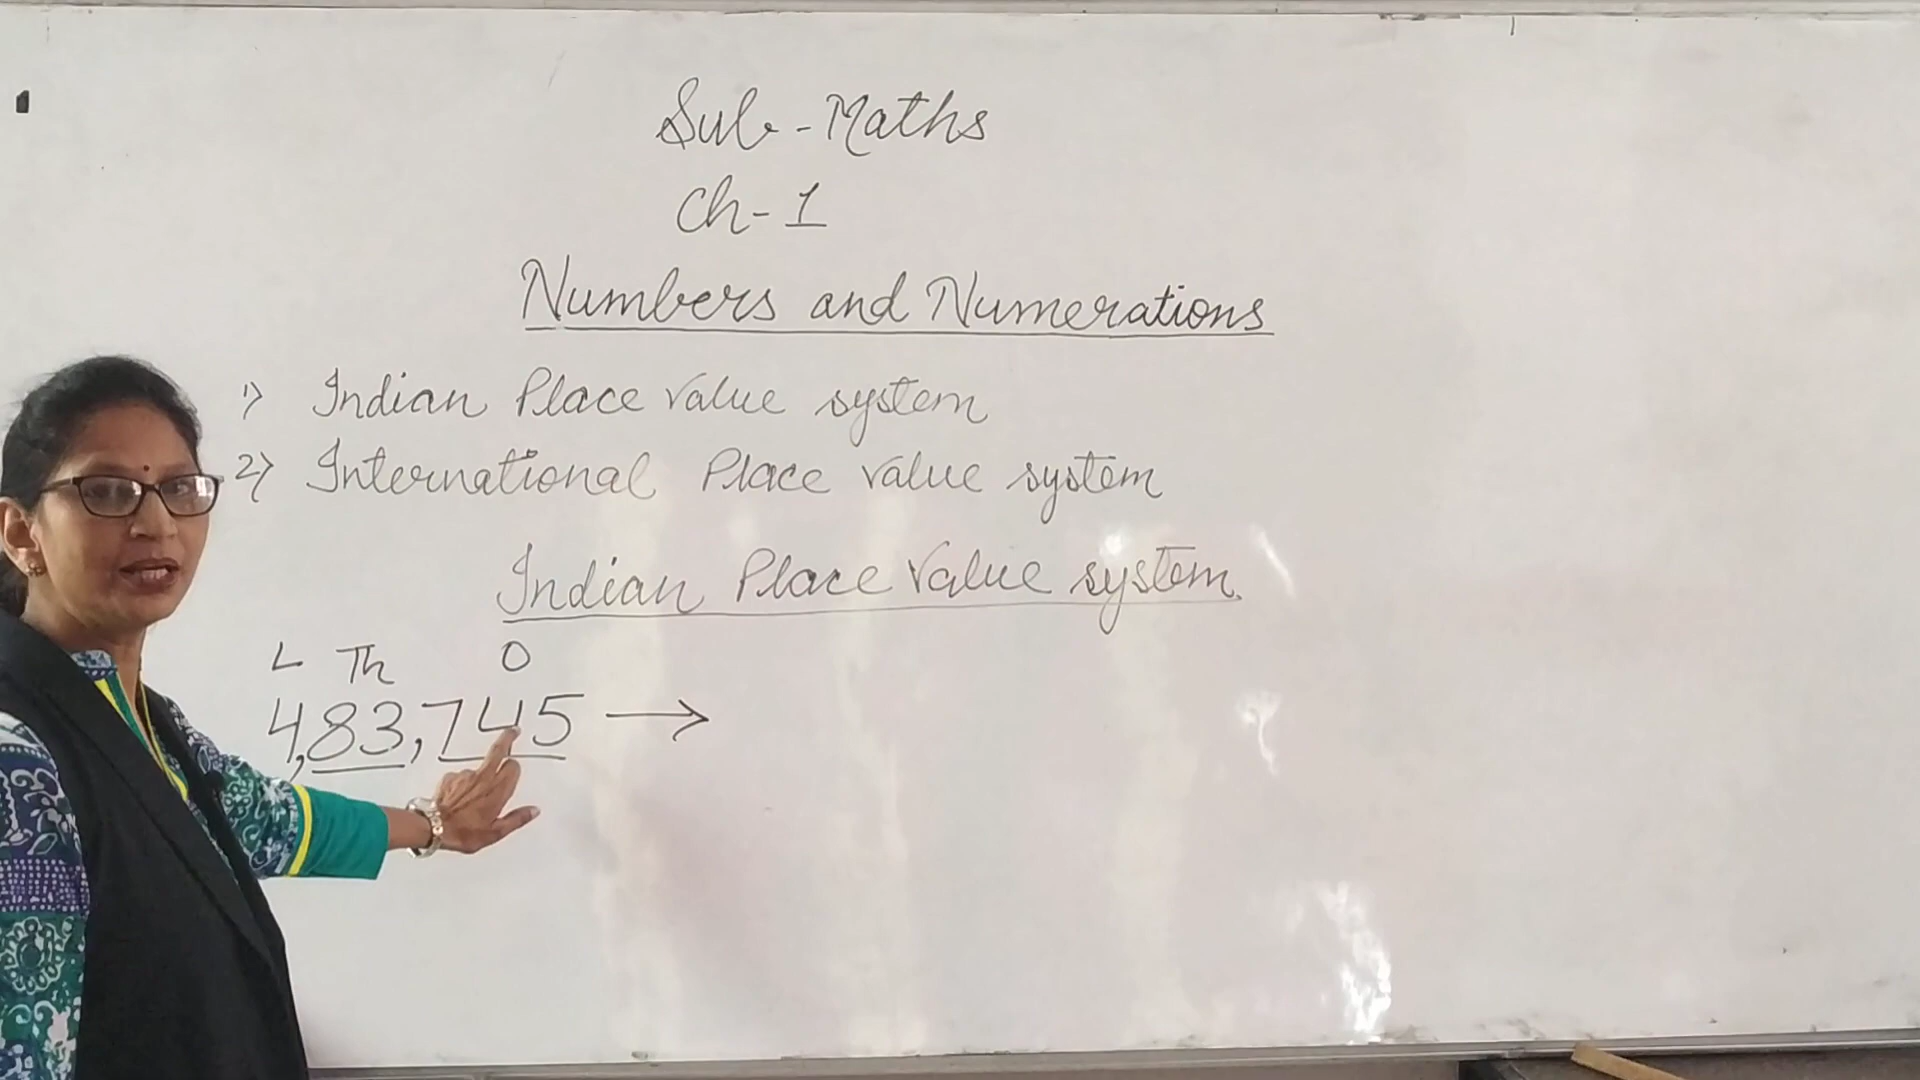 Sub-Maths
Ch-1
Numbers and Numerations
1) Indian Place Value system
2) International Place Value system
Indian Place Value system
L Th O
4,83,745 →